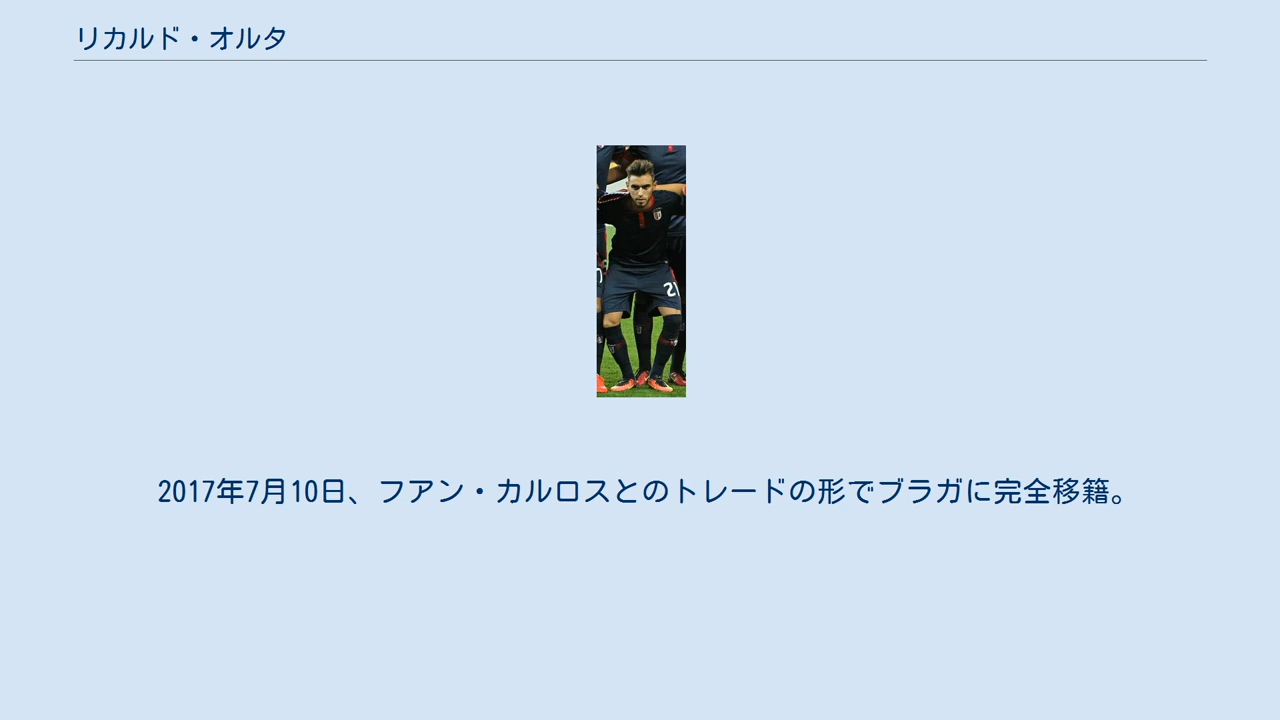 リカルド・オルタ
21
2017年7月10日、フアン・カルロスとのトレードの形でブラガに完全移籍。